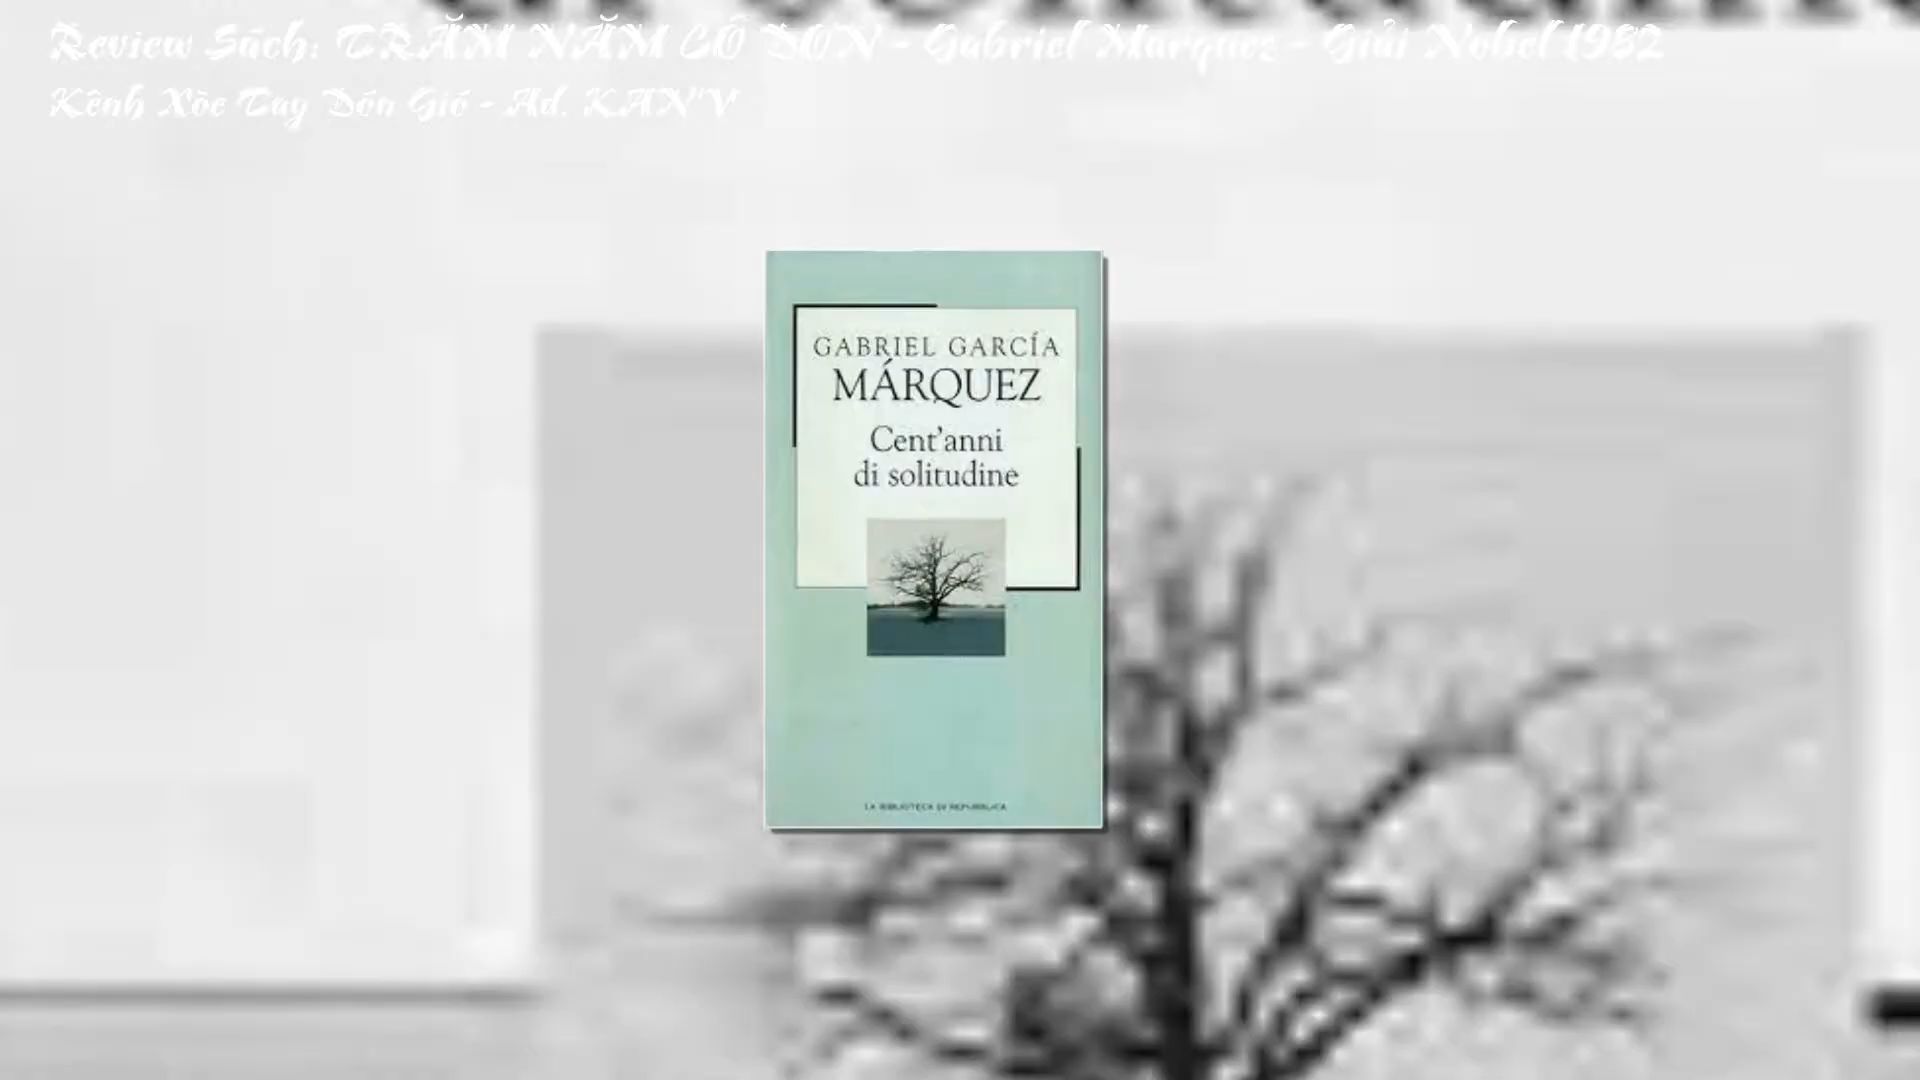 Review Sách: TRĂM NĂM CÔ ĐƠN - Gabriel Marquez - Giải Nobel 1982
Kênh Xòe Tay Đón Gió - Ad. KAN'V
GABRIEL GARCÍA
MÁRQUEZ
Cent'anni
di solitudine
LA BIBLIOTECA DI REPUBBLICA